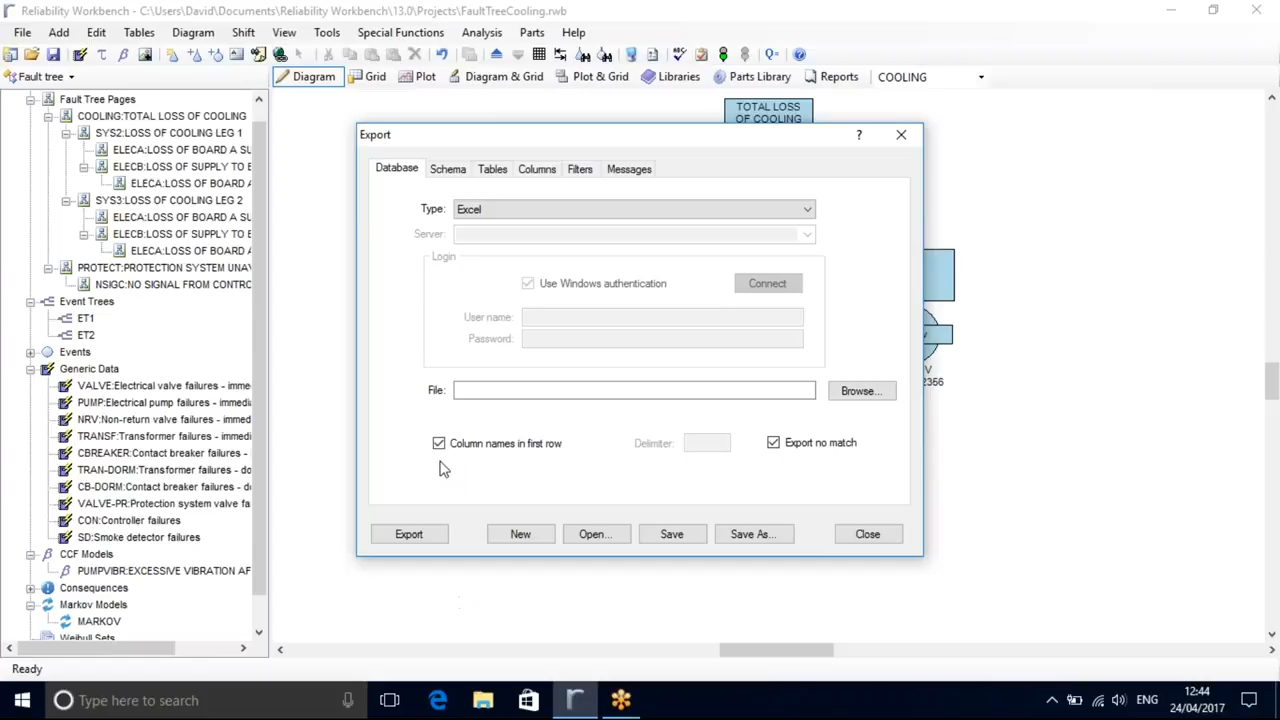 Reliability Workbench - C:\Users\David\Documents\Reliability Workbench\13.0\Projects\FaultTreeCooling.rwb
File Add Edit Tables Diagram Shift View Tools Special Functions Analysis Parts Help
Fault tree Diagram Grid Plot Diagram & Grid Plot & Grid Libraries Parts Library Reports COOLING
Fault Tree Pages
COOLING:TOTAL LOSS OF COOLING
SYS2:LOSS OF COOLING LEG 1
ELECA:LOSS OF BOARD A SU
ELECB:LOSS OF SUPPLY TO B
ELECA:LOSS OF BOARD A
SYS3:LOSS OF COOLING LEG 2
ELECA:LOSS OF BOARD A SU
ELECB:LOSS OF SUPPLY TO B
ELECA:LOSS OF BOARD A
PROTECT:PROTECTION SYSTEM UNAV
NSIGC:NO SIGNAL FROM CONTRO
Event Trees
ET1
ET2
Events
Generic Data
VALVE:Electrical valve failures - imme
PUMP:Electrical pump failures - immed
NRV:Non-return valve failures - immed
TRANSF:Transformer failures - immedi
CBREAKER:Contact breaker failures -
TRAN-DORM:Transformer failures - do
CB-DORM:Contact breaker failures - d
VALVE-PR:Protection system valve fa
CON:Controller failures
SD:Smoke detector failures
CCF Models
PUMPVIBR:EXCESSIVE VIBRATION AF
Consequences
Markov Models
MARKOV
Weibull Sets
Ready
TOTAL LOSS
OF COOLING
V
2356
Export
?
Database Schema Tables Columns Filters Messages
Type: Excel
Server:
Login
Use Windows authentication Connect
User name:
Password:
File: Browse...
Column names in first row Delimiter: Export no match
Export New Open... Save Save As... Close
Type here to search
ENG
12:44
24/04/2017